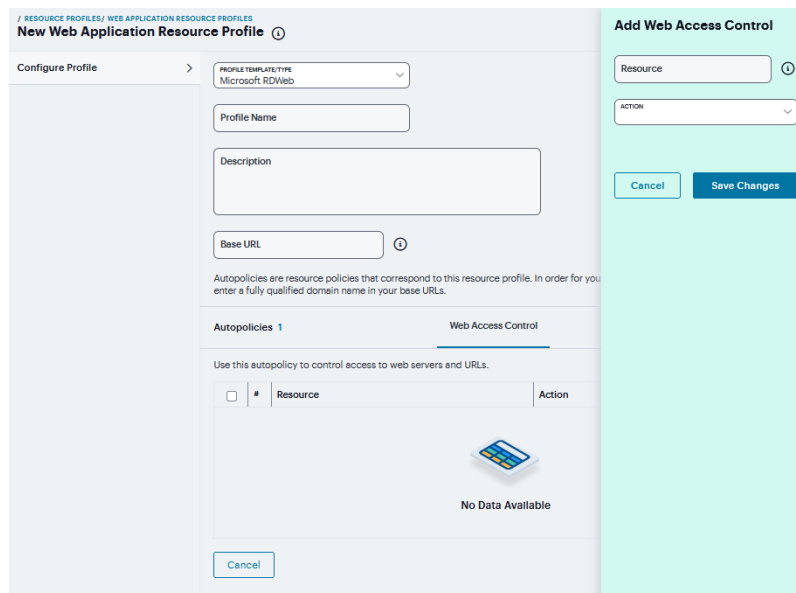 / RESOURCE PROFILES/ WEB APPLICATION RESOURCE PROFILES
New Web Application Resource Profile
Configure Profile
PROFILE TEMPLATE/TYPE
Microsoft RDWeb
Profile Name
Description
Base URL
Autopolicies are resource policies that correspond to this resource profile. In order for you
enter a fully qualified domain name in your base URLs.
Autopolicies 1
Web Access Control
Use this autopolicy to control access to web servers and URLs.
# Resource Action
No Data Available
Cancel
Add Web Access Control
Resource
ACTION
Cancel Save Changes